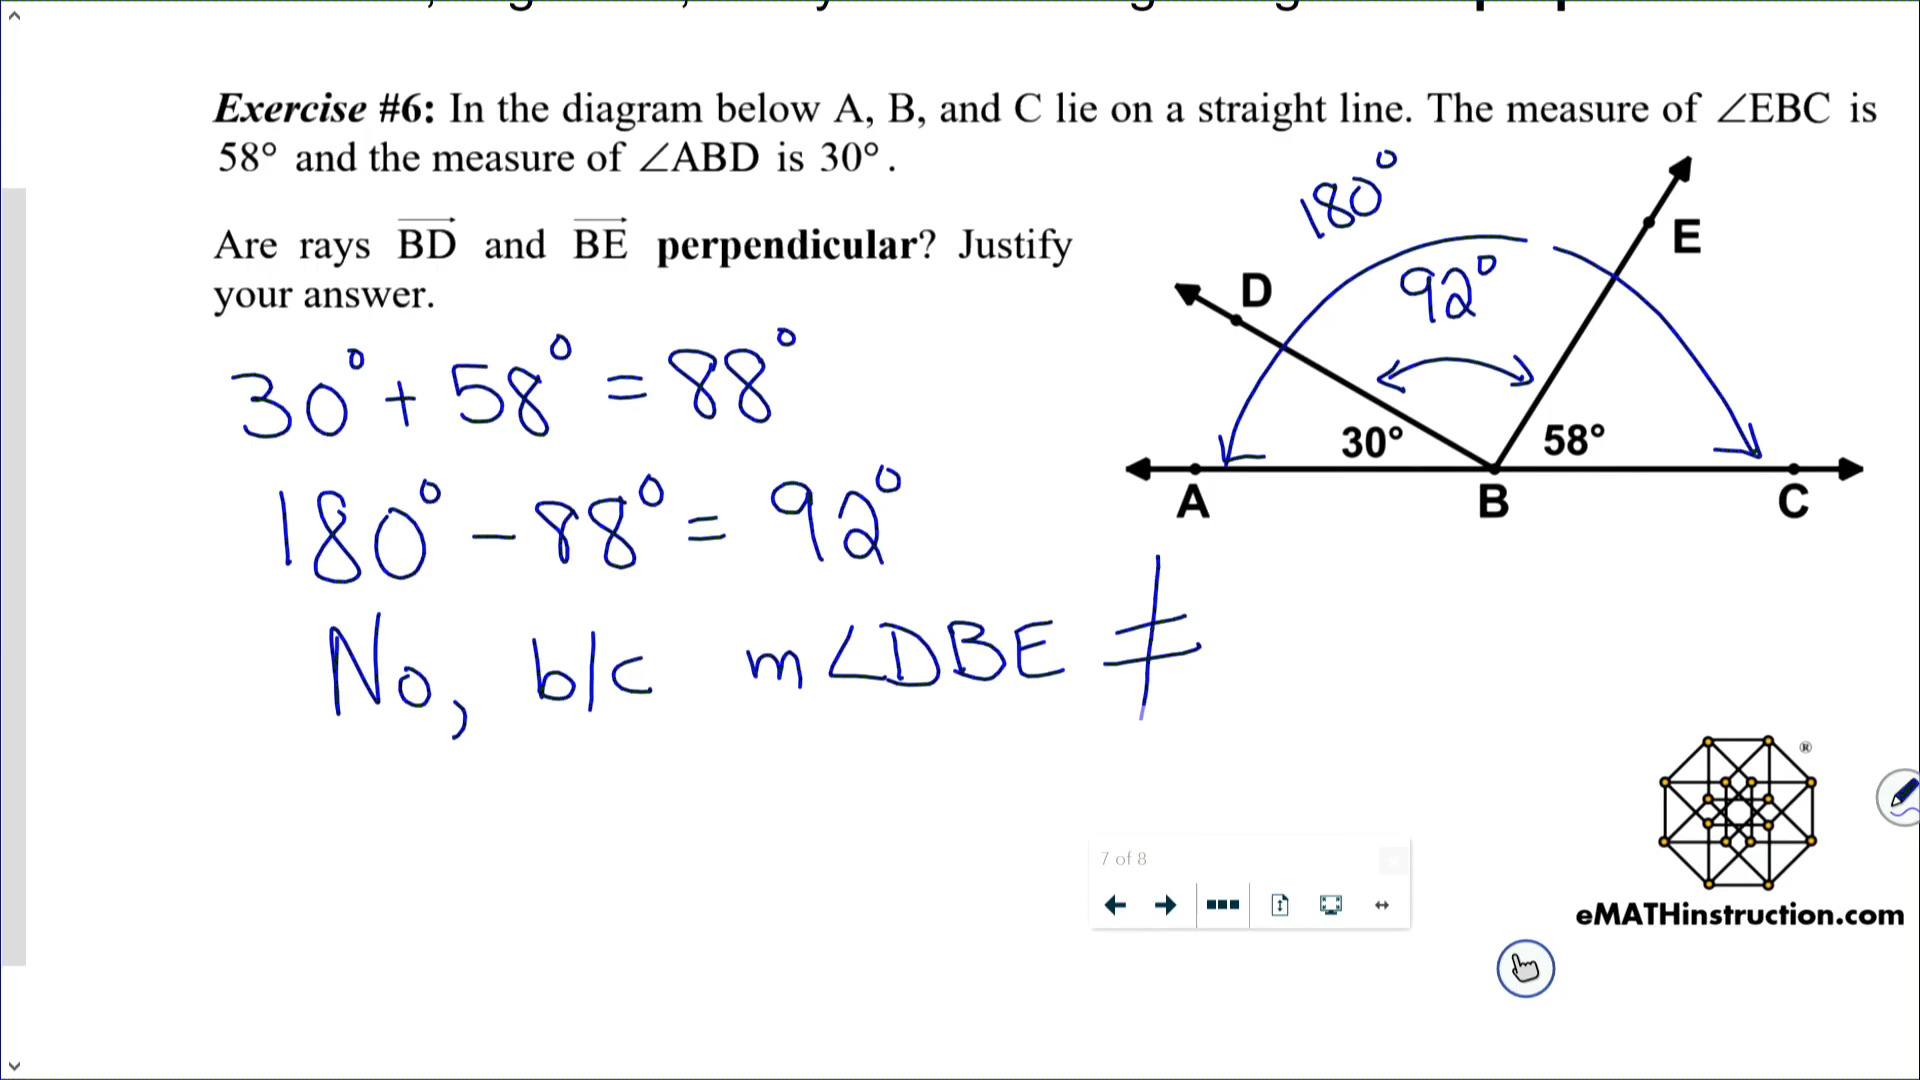 Exercise #6: In the diagram below A, B, and C lie on a straight line. The measure of ∠EBC is
58° and the measure of ∠ABD is 30°.
Are rays BD and BE perpendicular? Justify
your answer.
30° + 58° = 88°
180° - 88° = 92°
No, b/c m∠DBE ≠
180°
E
D
92°
30°
58°
A
B
C
®
7 of 8
eMATHinstruction.com